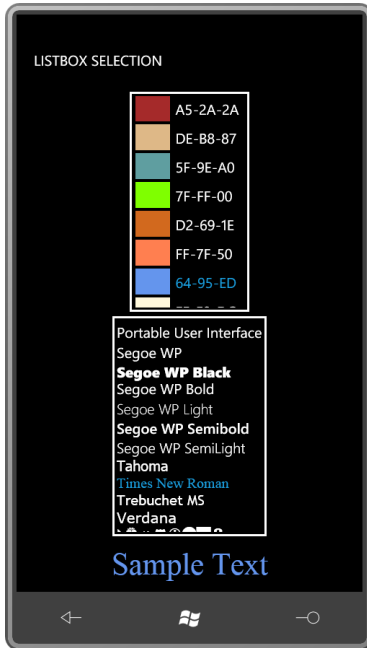 LISTBOX SELECTION
A5-2A-2A
DE-B8-87
5F-9E-A0
7F-FF-00
D2-69-1E
FF-7F-50
64-95-ED
Portable User Interface
Segoe WP
Segoe WP Black
Segoe WP Bold
Segoe WP Light
Segoe WP Semibold
Segoe WP SemiLight
Tahoma
Times New Roman
Trebuchet MS
Verdana
Sample Text